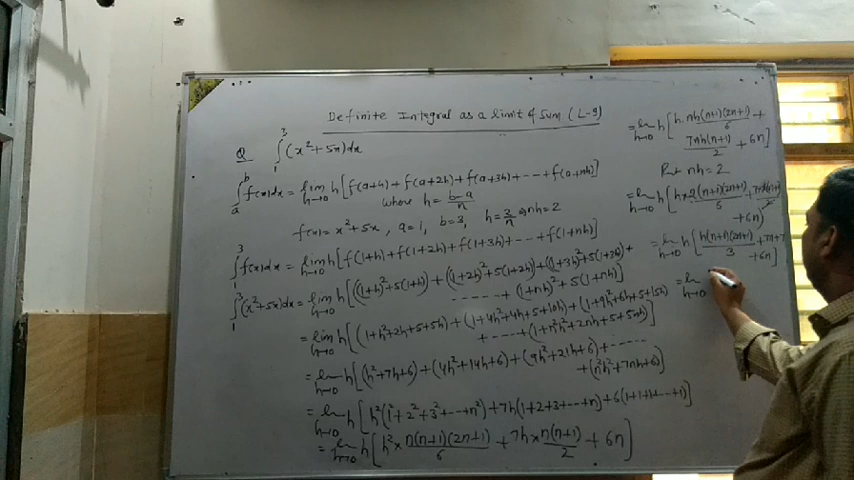 Definite Integral as a limit of Sum (L-9)
Q ∫₁³ (x²+5x)dx
∫ₐᵇ f(x)dx = lim h→0 h[f(a+h)+f(a+2h)+f(a+3h)+---+f(a+nh)]
where h = (b-a)/n
f(x)=x²+5x, a=1, b=3, h=2/n nh=2
∫₁³ f(x)dx = lim h→0 h[f(1+h)+f(1+2h)+f(1+3h)+---+f(1+nh)]
∫₁³ (x²+5x)dx = lim h→0 h[((1+h)²+5(1+h))+((1+2h)²+5(1+2h))+((1+3h)²+5(1+3h))+
------+(1+nh)²+5(1+nh)]
= lim h→0 h[(1+h²+2h+5+5h)+(1+4h²+4h+5+10h)+(1+9h²+6h+5+15h)
+-----+(1+n²h²+2nh+5+5nh)]
= lim h→0 h[(h²+7h+6)+(4h²+14h+6)+(9h²+21h+6)+-----
+(n²h²+7nh+6)]
= lim h→0 h[h²(1²+2²+3²+---+n²)+7h(1+2+3+---+n)+6(1+1+1+---+1)]
= lim h→0 h[h²×n(n+1)(2n+1)/6+7h×n(n+1)/2+6n]
= lim h→0 h[h.nh(n+1)(2n+1)/6+
7nh(n+1)/2+6n]
Put nh=2
= lim h→0 h[h×2(n+1)(2n+1)/6+
+6n]
= lim h→0 h[h(n+1)(2n+1)/3+7n+7
+6n]
= lim h→0